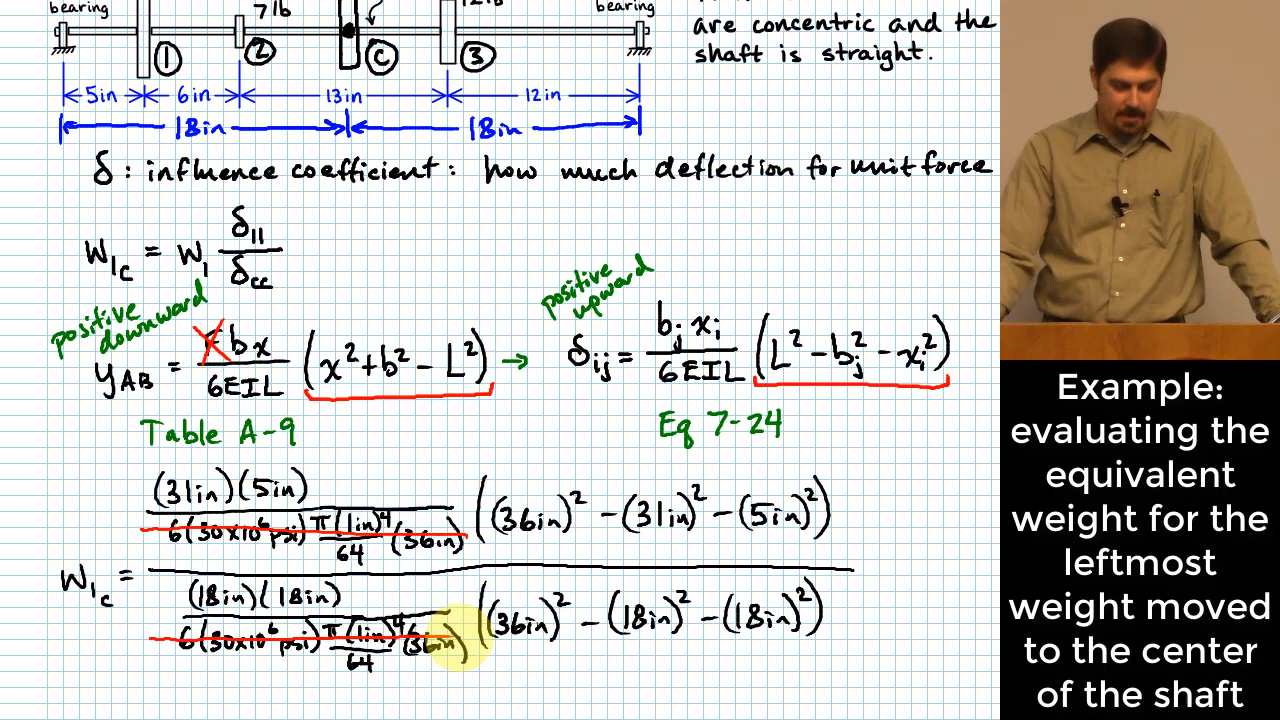 bearing
7 lb
12 lb
bearing
are concentric and the
shaft is straight.
① ② Ⓒ ③
5in 6in 13in 12in
18in 18in
δ : influence coefficient : how much deflection for unit force
W₁c = W₁ δ₁₁ / δcc
positive downward
positive upward
yAB = F b x / 6EIL (x² + b² − L²) → δij = bj xi / 6EIL (L² − bj² − xi²)
Table A-9
Eq 7-24
W₁c =
(31in)(5in) / 6(30x10⁶ psi) π(1in)⁴/64 (36in) ((36in)² − (31in)² − (5in)²)
(18in)(18in) / 6(30x10⁶ psi) π(1in)⁴/64 (36in) ((36in)² − (18in)² − (18in)²)
Example:
evaluating the
equivalent
weight for the
leftmost
weight moved
to the center
of the shaft